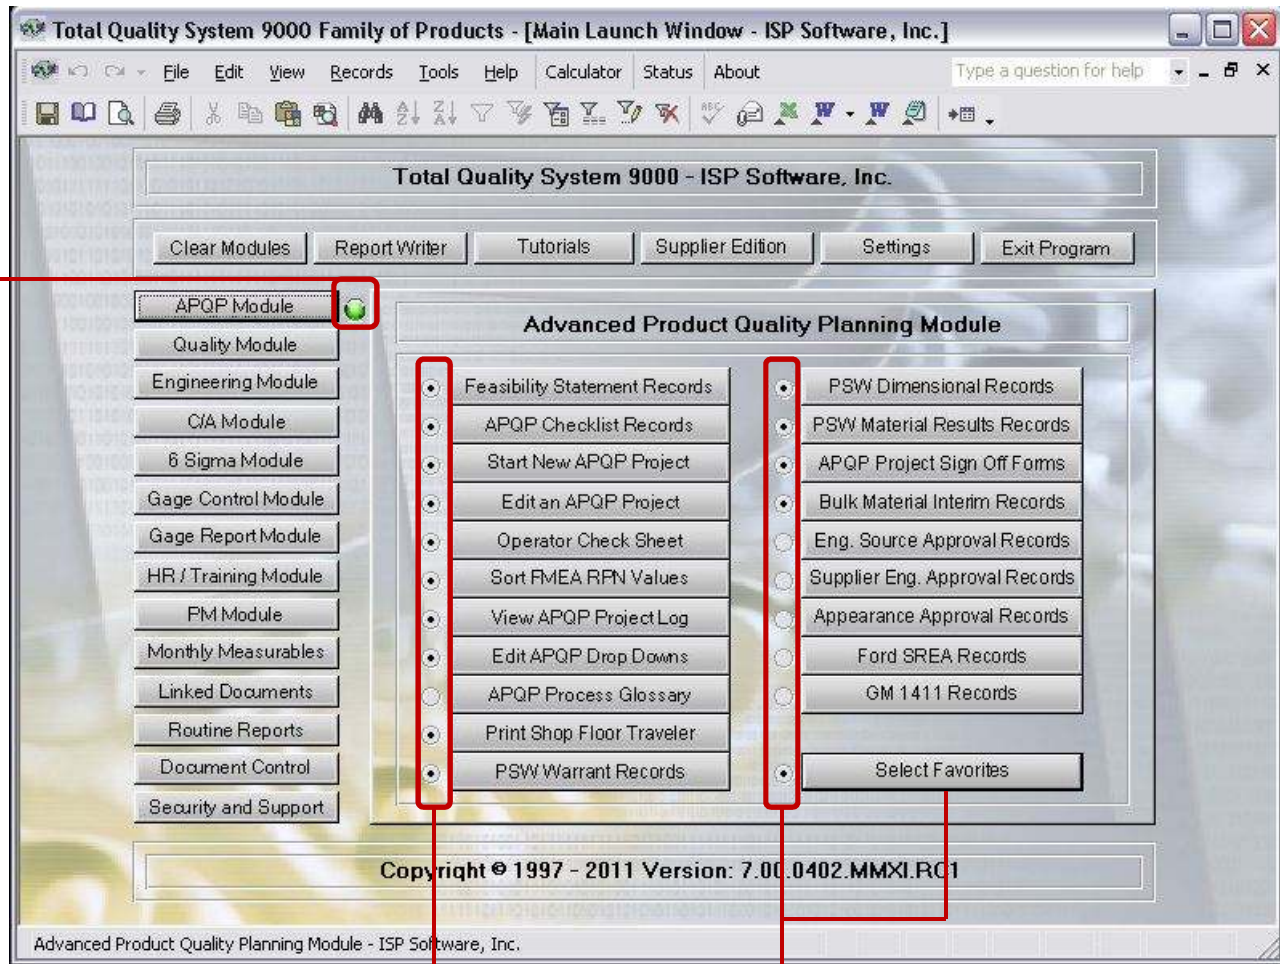 Total Quality System 9000 Family of Products - [Main Launch Window - ISP Software, Inc.]
File Edit View Records Tools Help Calculator Status About Type a question for help
Total Quality System 9000 - ISP Software, Inc.
Clear Modules Report Writer Tutorials Supplier Edition Settings Exit Program
APQP Module
Quality Module
Engineering Module
C/A Module
6 Sigma Module
Gage Control Module
Gage Report Module
HR / Training Module
PM Module
Monthly Measurables
Linked Documents
Routine Reports
Document Control
Security and Support
Advanced Product Quality Planning Module
Feasibility Statement Records
APQP Checklist Records
Start New APQP Project
Edit an APQP Project
Operator Check Sheet
Sort FMEA RPN Values
View APQP Project Log
Edit APQP Drop Downs
APQP Process Glossary
Print Shop Floor Traveler
PSW Warrant Records
PSW Dimensional Records
PSW Material Results Records
APQP Project Sign Off Forms
Bulk Material Interim Records
Eng. Source Approval Records
Supplier Eng. Approval Records
Appearance Approval Records
Ford SREA Records
GM 1411 Records
Select Favorites
Copyright © 1997 - 2011 Version: 7.00.0402.MMXI.RC1
Advanced Product Quality Planning Module - ISP Software, Inc.